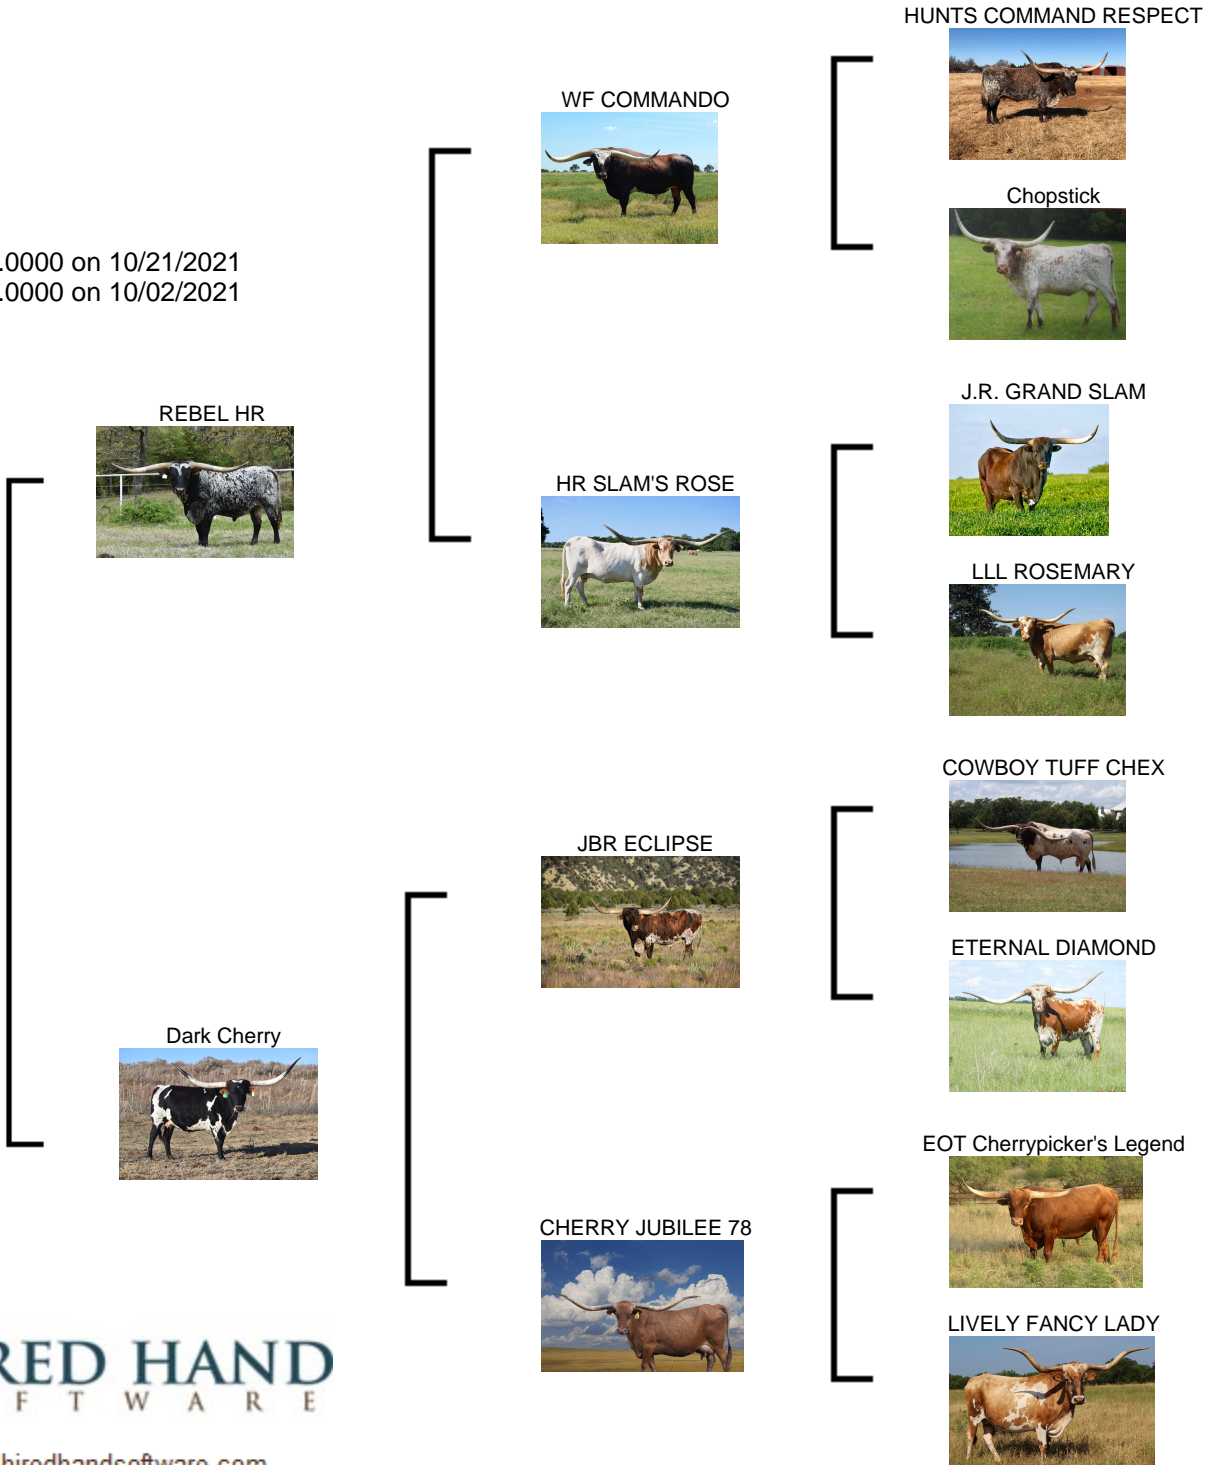 HUNTS COMMAND RESPECT
WF COMMANDO
Chopstick
.0000 on 10/21/2021
.0000 on 10/02/2021
J.R. GRAND SLAM
REBEL HR
HR SLAM'S ROSE
LLL ROSEMARY
COWBOY TUFF CHEX
JBR ECLIPSE
ETERNAL DIAMOND
Dark Cherry
EOT Cherrypicker's Legend
CHERRY JUBILEE 78
LIVELY FANCY LADY
RED HAND
F T W A R E
hiredhandsoftware.com